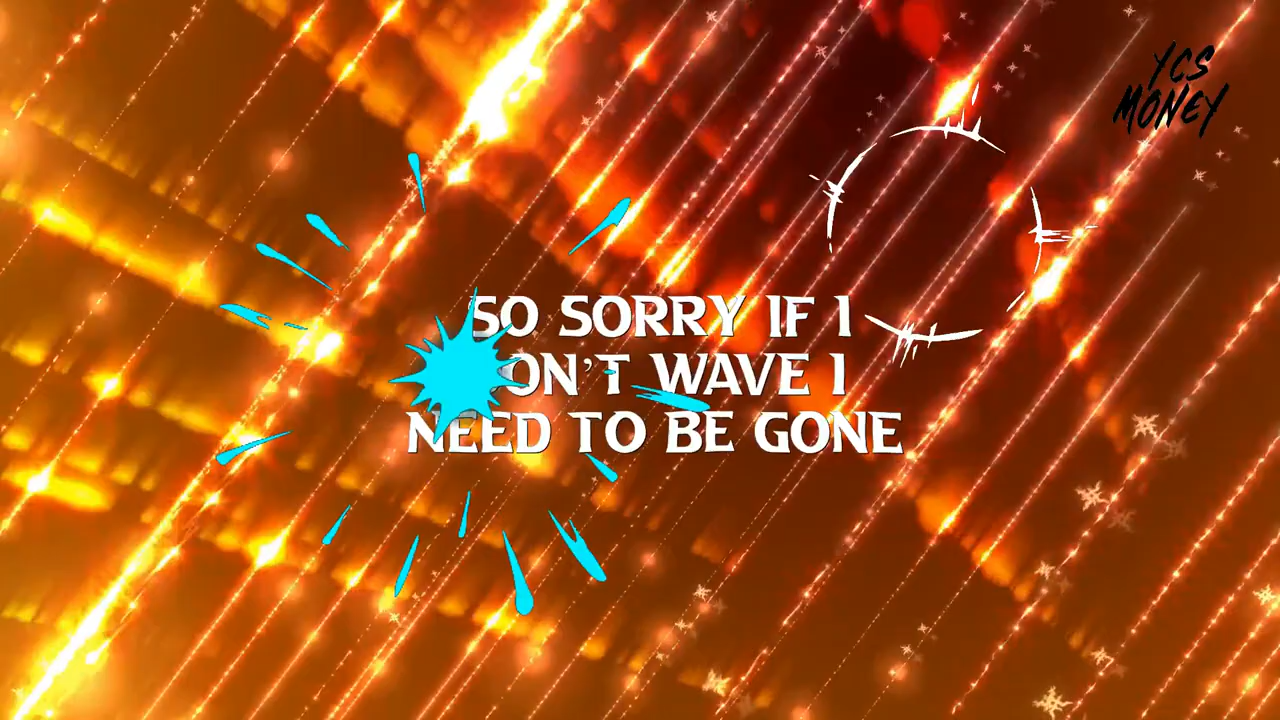 YCS
MONEY
SO SORRY IF I
DON'T WAVE I
NEED TO BE GONE